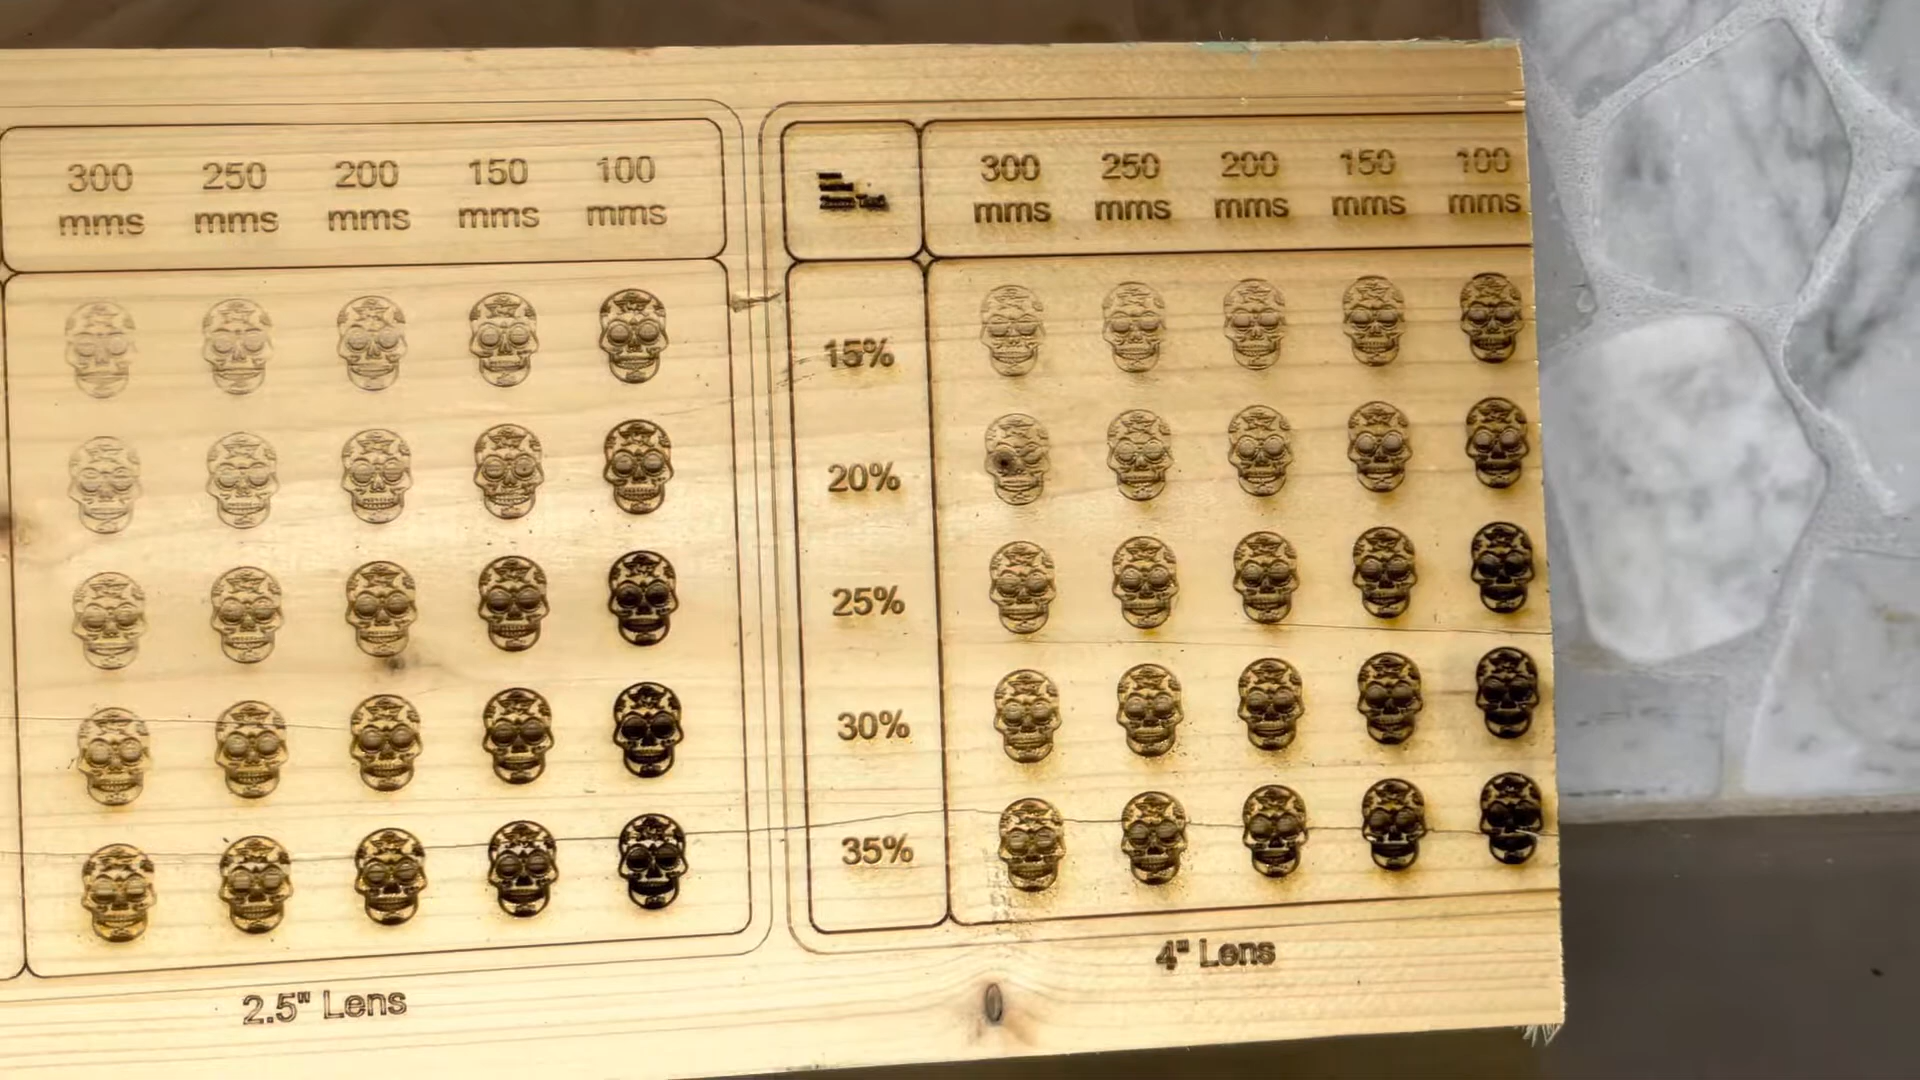 300 mms
250 mms
200 mms
150 mms
100 mms
2.5" Lens
300 mms
250 mms
200 mms
150 mms
100 mms
15%
20%
25%
30%
35%
4" Lens